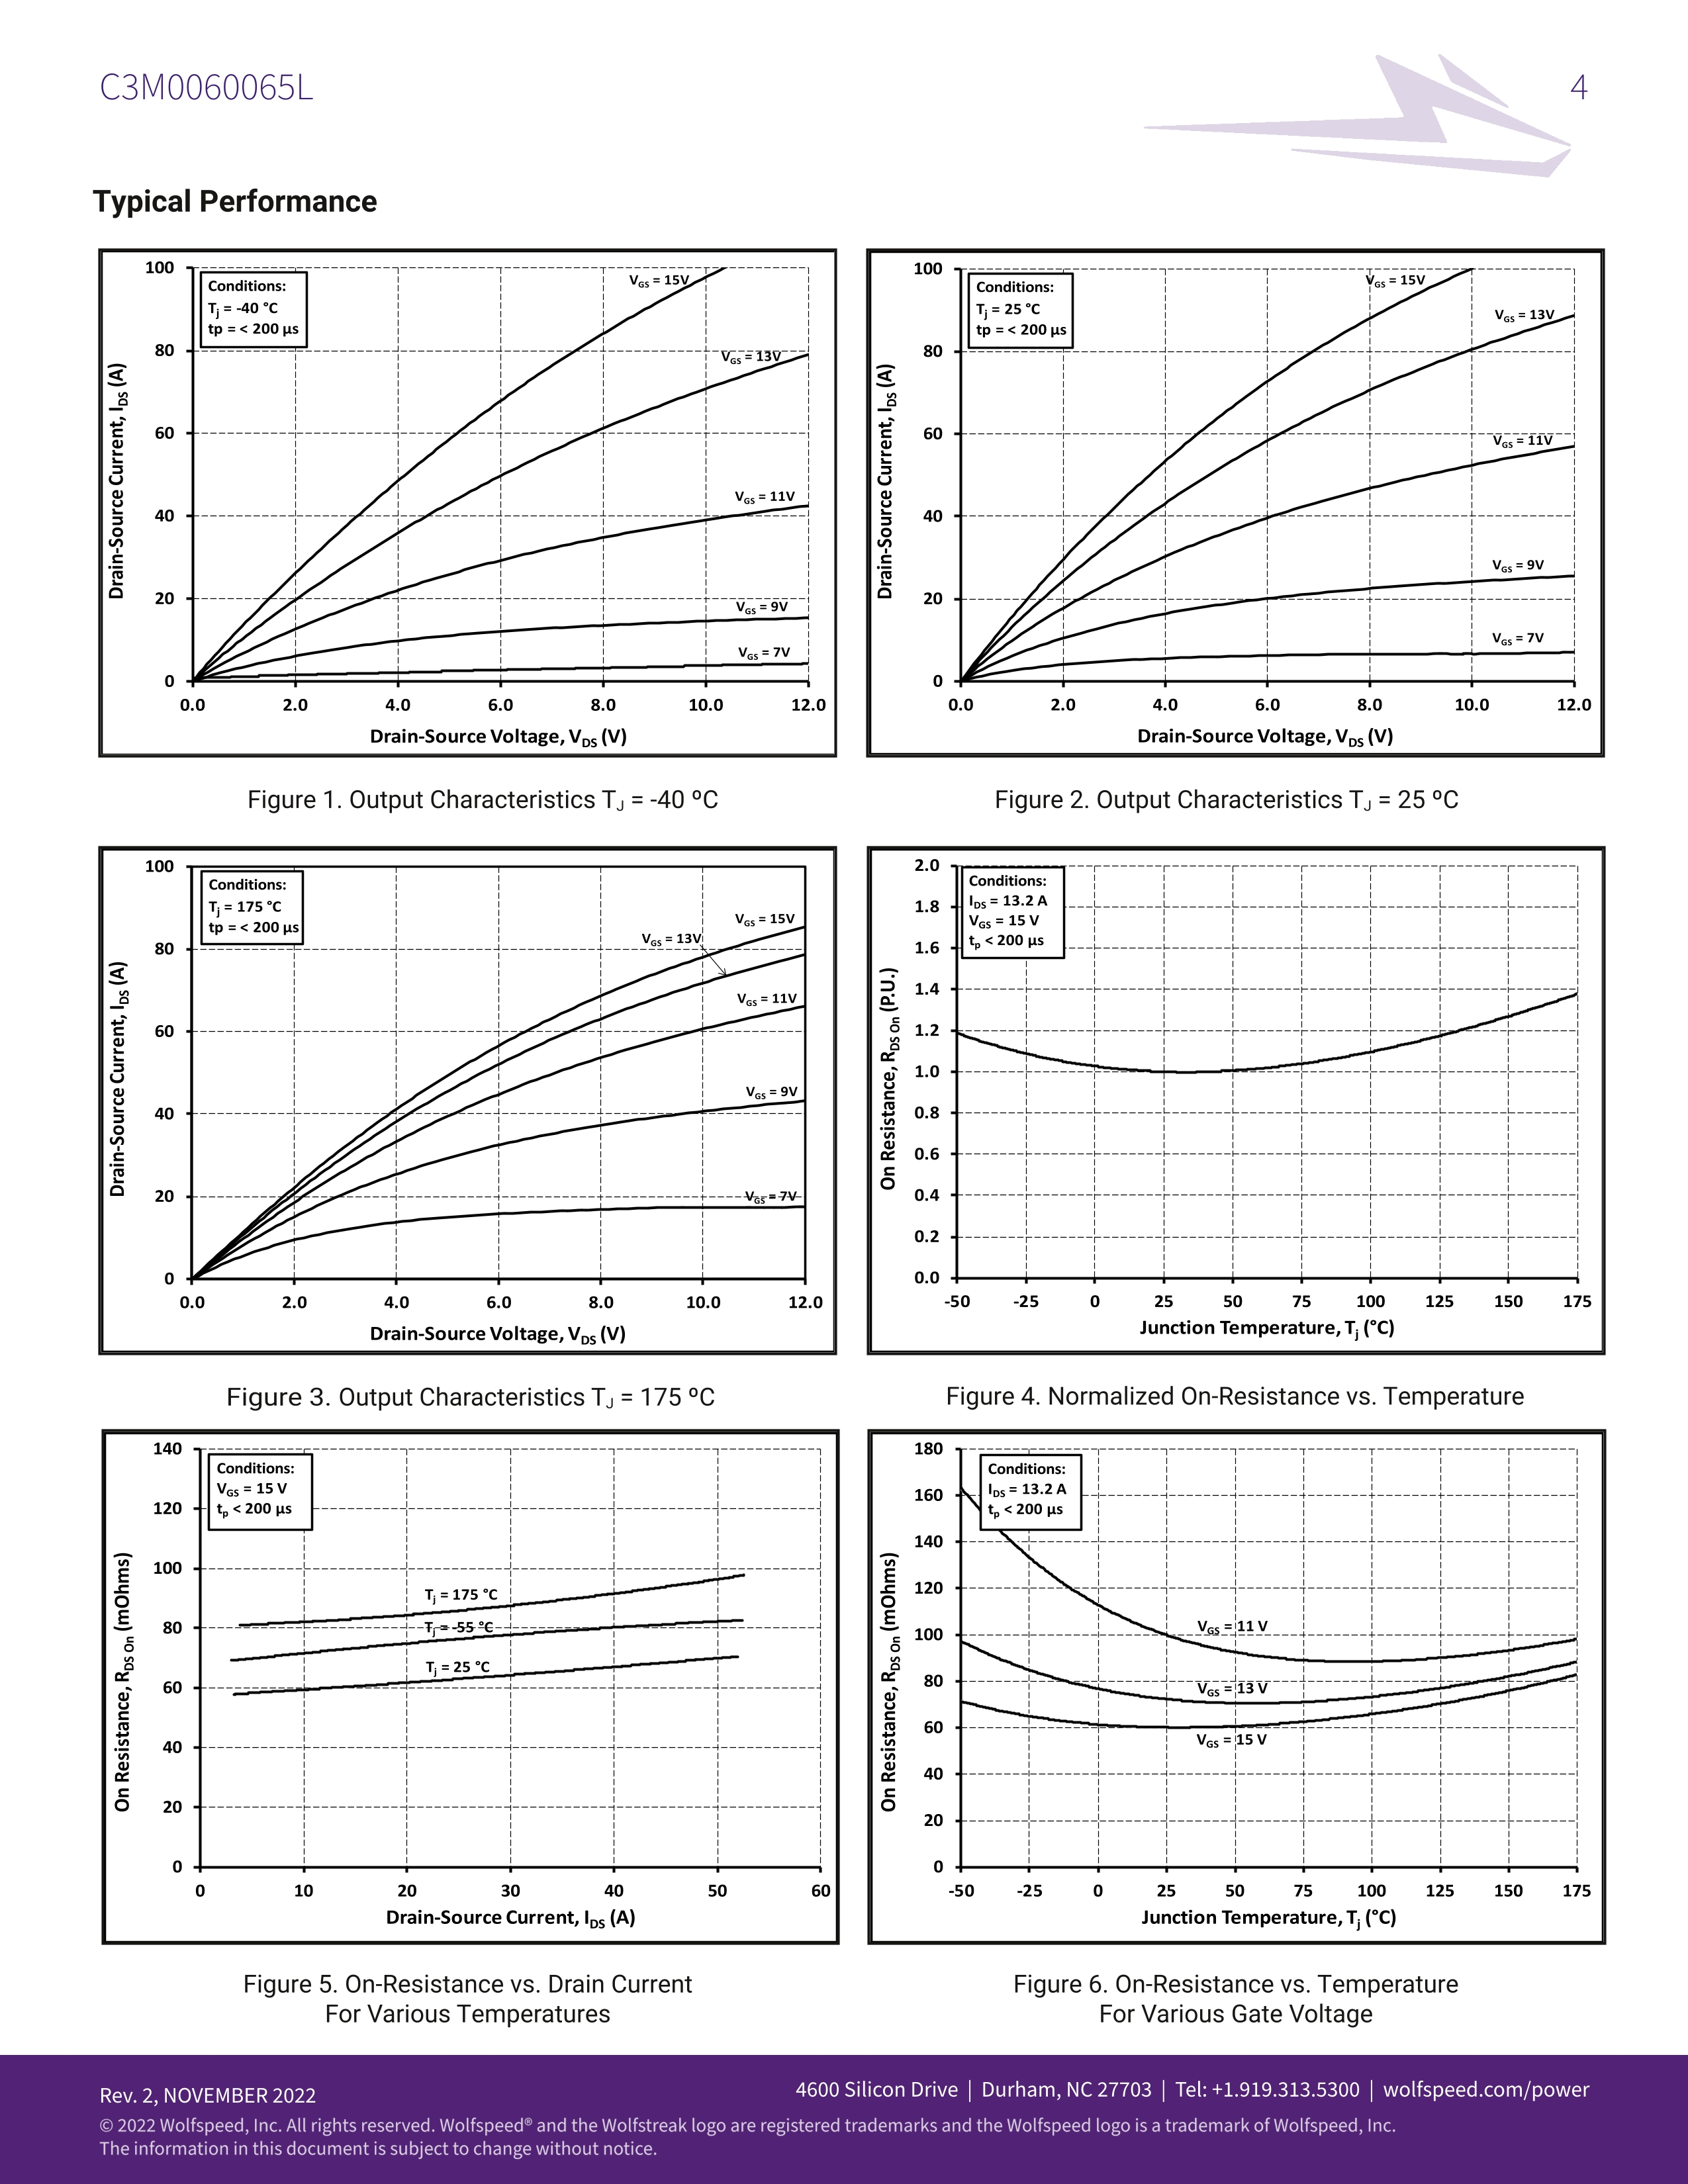 C3M0060065L
4
Typical Performance
Conditions:
Tj = -40 °C
tp = < 200 µs
VGS = 15V
VGS = 13V
VGS = 11V
VGS = 9V
VGS = 7V
100
80
60
40
20
0
0.0 2.0 4.0 6.0 8.0 10.0 12.0
Drain-Source Current, IDS (A)
Drain-Source Voltage, VDS (V)
Figure 1. Output Characteristics TJ = -40 ºC
Conditions:
Tj = 25 °C
tp = < 200 µs
VGS = 15V
VGS = 13V
VGS = 11V
VGS = 9V
VGS = 7V
100
80
60
40
20
0
0.0 2.0 4.0 6.0 8.0 10.0 12.0
Drain-Source Current, IDS (A)
Drain-Source Voltage, VDS (V)
Figure 2. Output Characteristics TJ = 25 ºC
Conditions:
Tj = 175 °C
tp = < 200 µs
VGS = 15V
VGS = 13V
VGS = 11V
VGS = 9V
VGS = 7V
100
80
60
40
20
0
0.0 2.0 4.0 6.0 8.0 10.0 12.0
Drain-Source Current, IDS (A)
Drain-Source Voltage, VDS (V)
Figure 3. Output Characteristics TJ = 175 ºC
Conditions:
IDS = 13.2 A
VGS = 15 V
tp < 200 µs
2.0
1.8
1.6
1.4
1.2
1.0
0.8
0.6
0.4
0.2
0.0
-50 -25 0 25 50 75 100 125 150 175
On Resistance, RDS On (P.U.)
Junction Temperature, Tj (°C)
Figure 4. Normalized On-Resistance vs. Temperature
Conditions:
VGS = 15 V
tp < 200 µs
Tj = 175 °C
Tj = -55 °C
Tj = 25 °C
140
120
100
80
60
40
20
0
0 10 20 30 40 50 60
On Resistance, RDS On (mOhms)
Drain-Source Current, IDS (A)
Figure 5. On-Resistance vs. Drain Current
For Various Temperatures
Conditions:
IDS = 13.2 A
tp < 200 µs
VGS = 11 V
VGS = 13 V
VGS = 15 V
180
160
140
120
100
80
60
40
20
0
-50 -25 0 25 50 75 100 125 150 175
On Resistance, RDS On (mOhms)
Junction Temperature, Tj (°C)
Figure 6. On-Resistance vs. Temperature
For Various Gate Voltage
Rev. 2, NOVEMBER 2022
4600 Silicon Drive | Durham, NC 27703 | Tel: +1.919.313.5300 | wolfspeed.com/power
© 2022 Wolfspeed, Inc. All rights reserved. Wolfspeed® and the Wolfstreak logo are registered trademarks and the Wolfspeed logo is a trademark of Wolfspeed, Inc.
The information in this document is subject to change without notice.